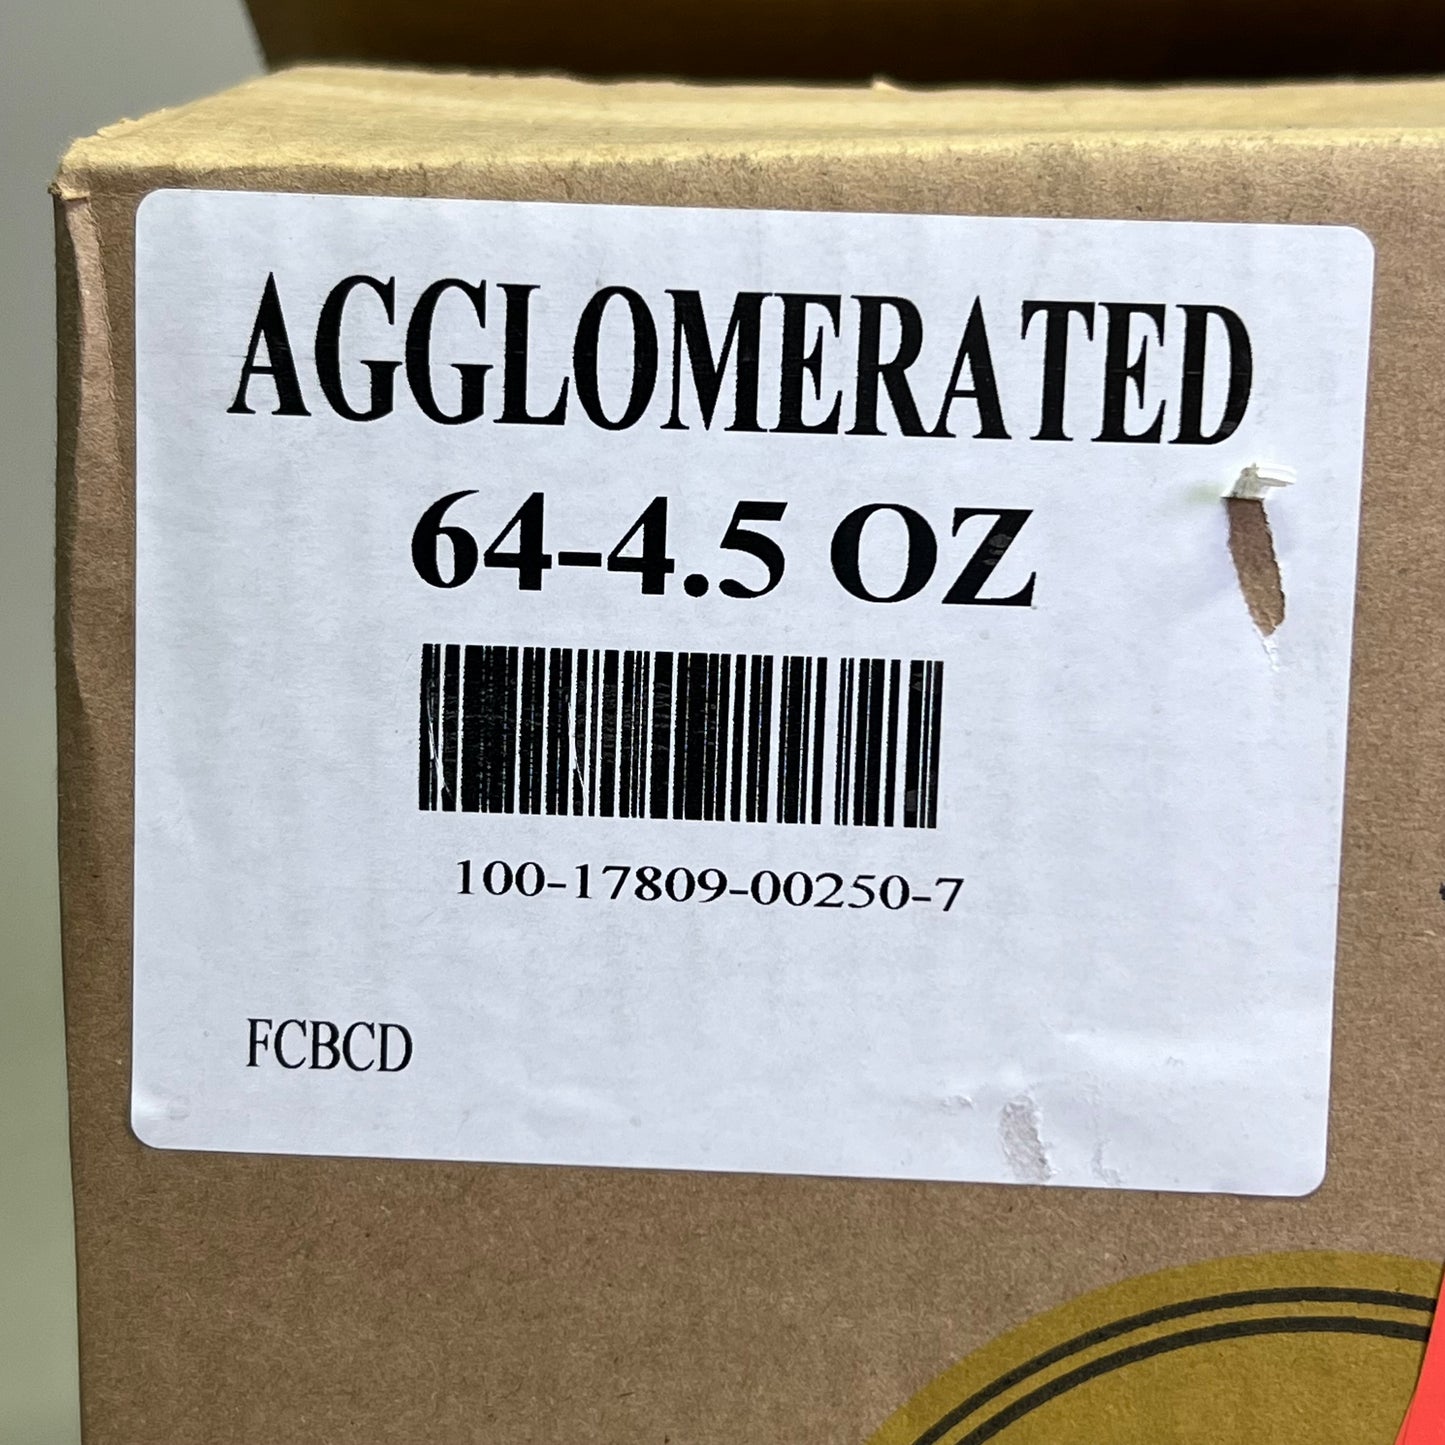 AGGLOMERATED
64-4.5 OZ
100-17809-00250-7
FCBCD